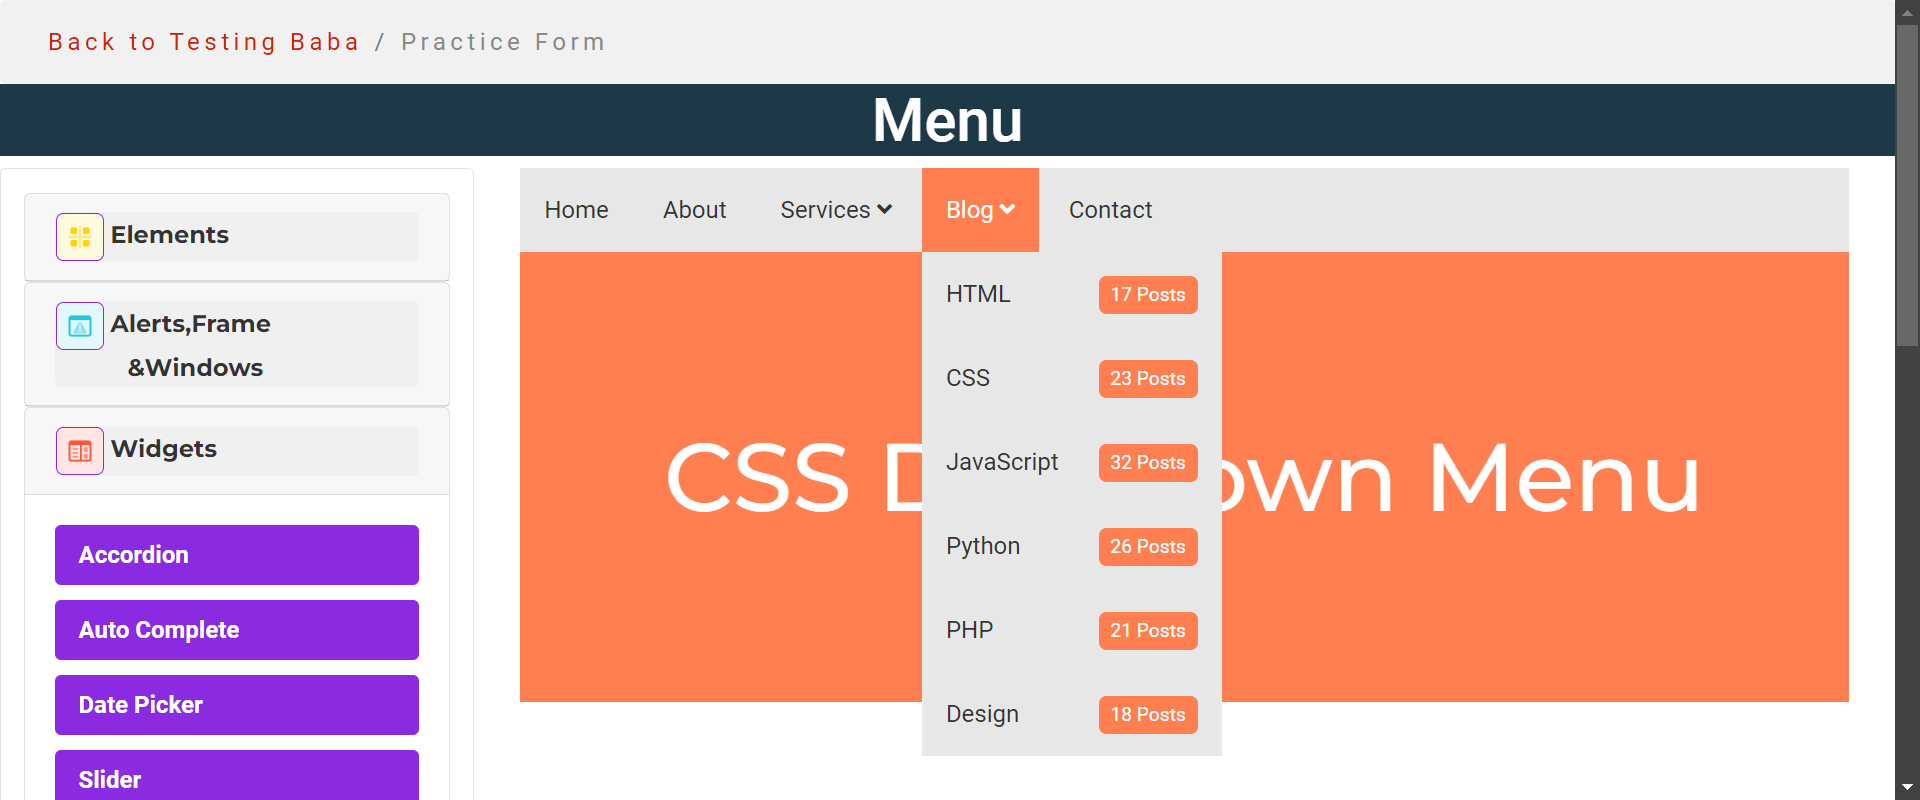 Back to Testing Baba / Practice Form
Menu
Elements
Alerts,Frame
&Windows
Widgets
Accordion
Auto Complete
Date Picker
Slider
Home About Services Blog Contact
HTML 17 Posts
CSS 23 Posts
JavaScript 32 Posts
Python 26 Posts
PHP 21 Posts
Design 18 Posts
CSS D own Menu